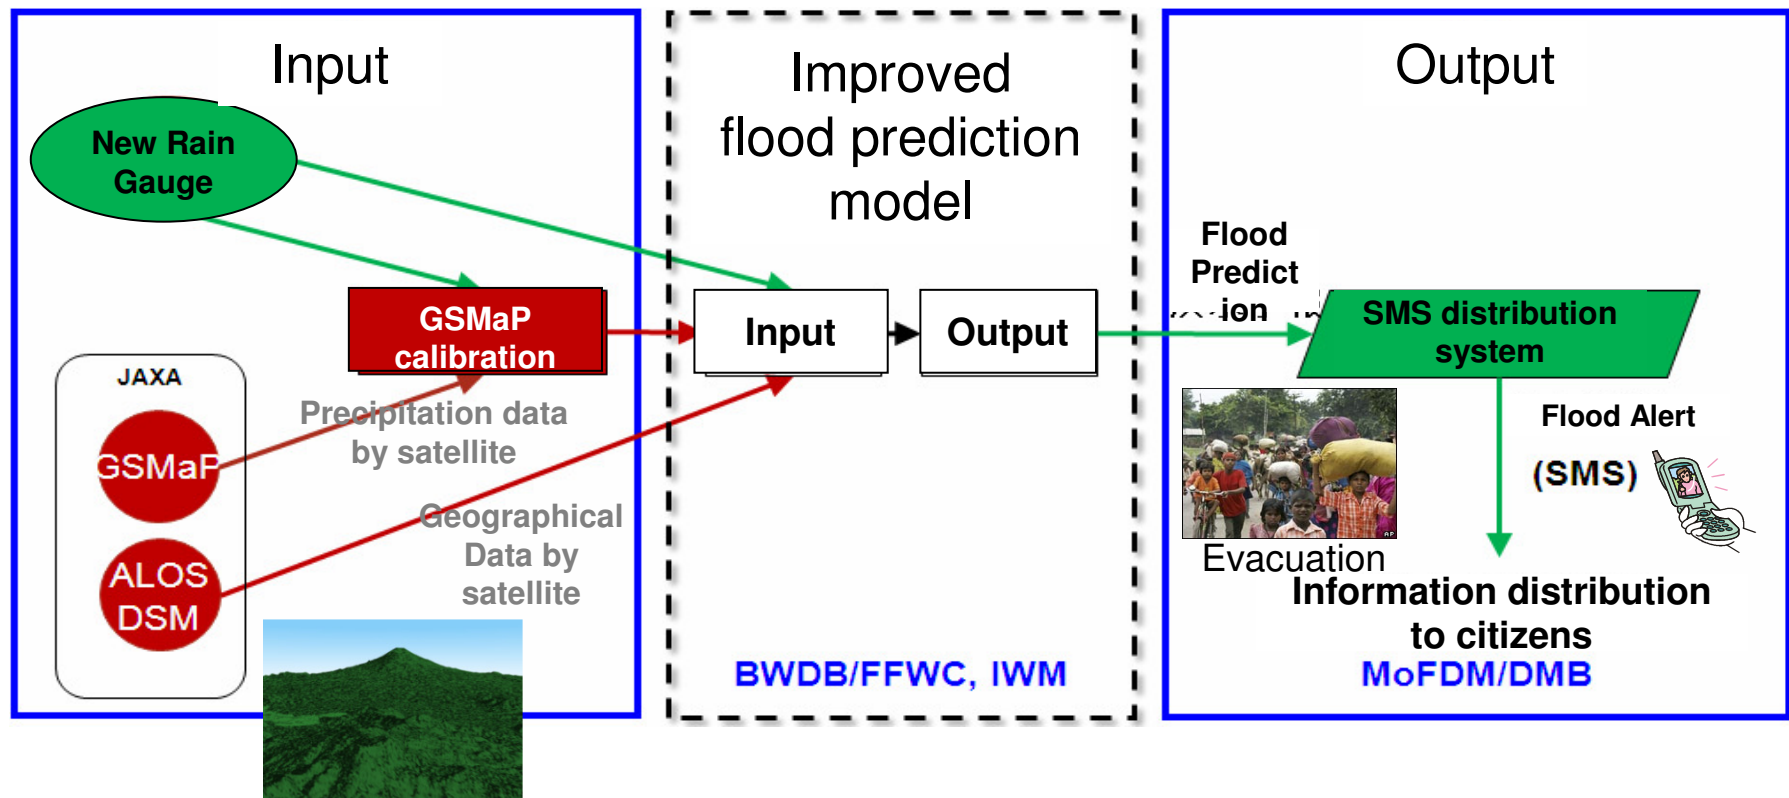 Input
New Rain
Gauge
GSMaP
calibration
JAXA
GSMaP
Precipitation data
by satellite
ALOS
DSM
Geographical
Data by
satellite
Improved
flood prediction
model
Input
Output
BWDB/FFWC, IWM
Output
Flood
Predict
ion
SMS distribution
system
Flood Alert
(SMS)
AP
Evacuation
Information distribution
to citizens
MoFDM/DMB